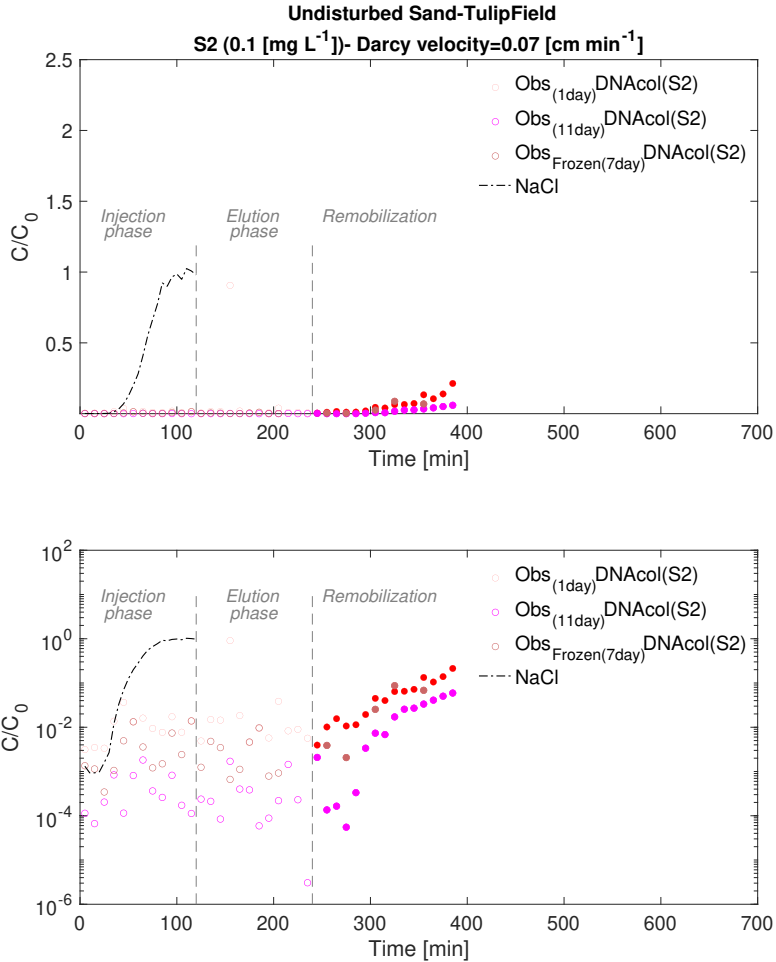 Undisturbed Sand-TulipField
S2 (0.1 [mg L⁻¹])- Darcy velocity=0.07 [cm min⁻¹]
2.5
2
1.5
1
0.5
0
C/C₀
Injection phase
Elution phase
Remobilization
Obs(1day)DNAcol(S2)
Obs(11day)DNAcol(S2)
ObsFrozen(7day)DNAcol(S2)
NaCl
0 100 200 300 400 500 600 700
Time [min]
10²
10⁰
10⁻²
10⁻⁴
10⁻⁶
C/C₀
Injection phase
Elution phase
Remobilization
Obs(1day)DNAcol(S2)
Obs(11day)DNAcol(S2)
ObsFrozen(7day)DNAcol(S2)
NaCl
0 100 200 300 400 500 600 700
Time [min]